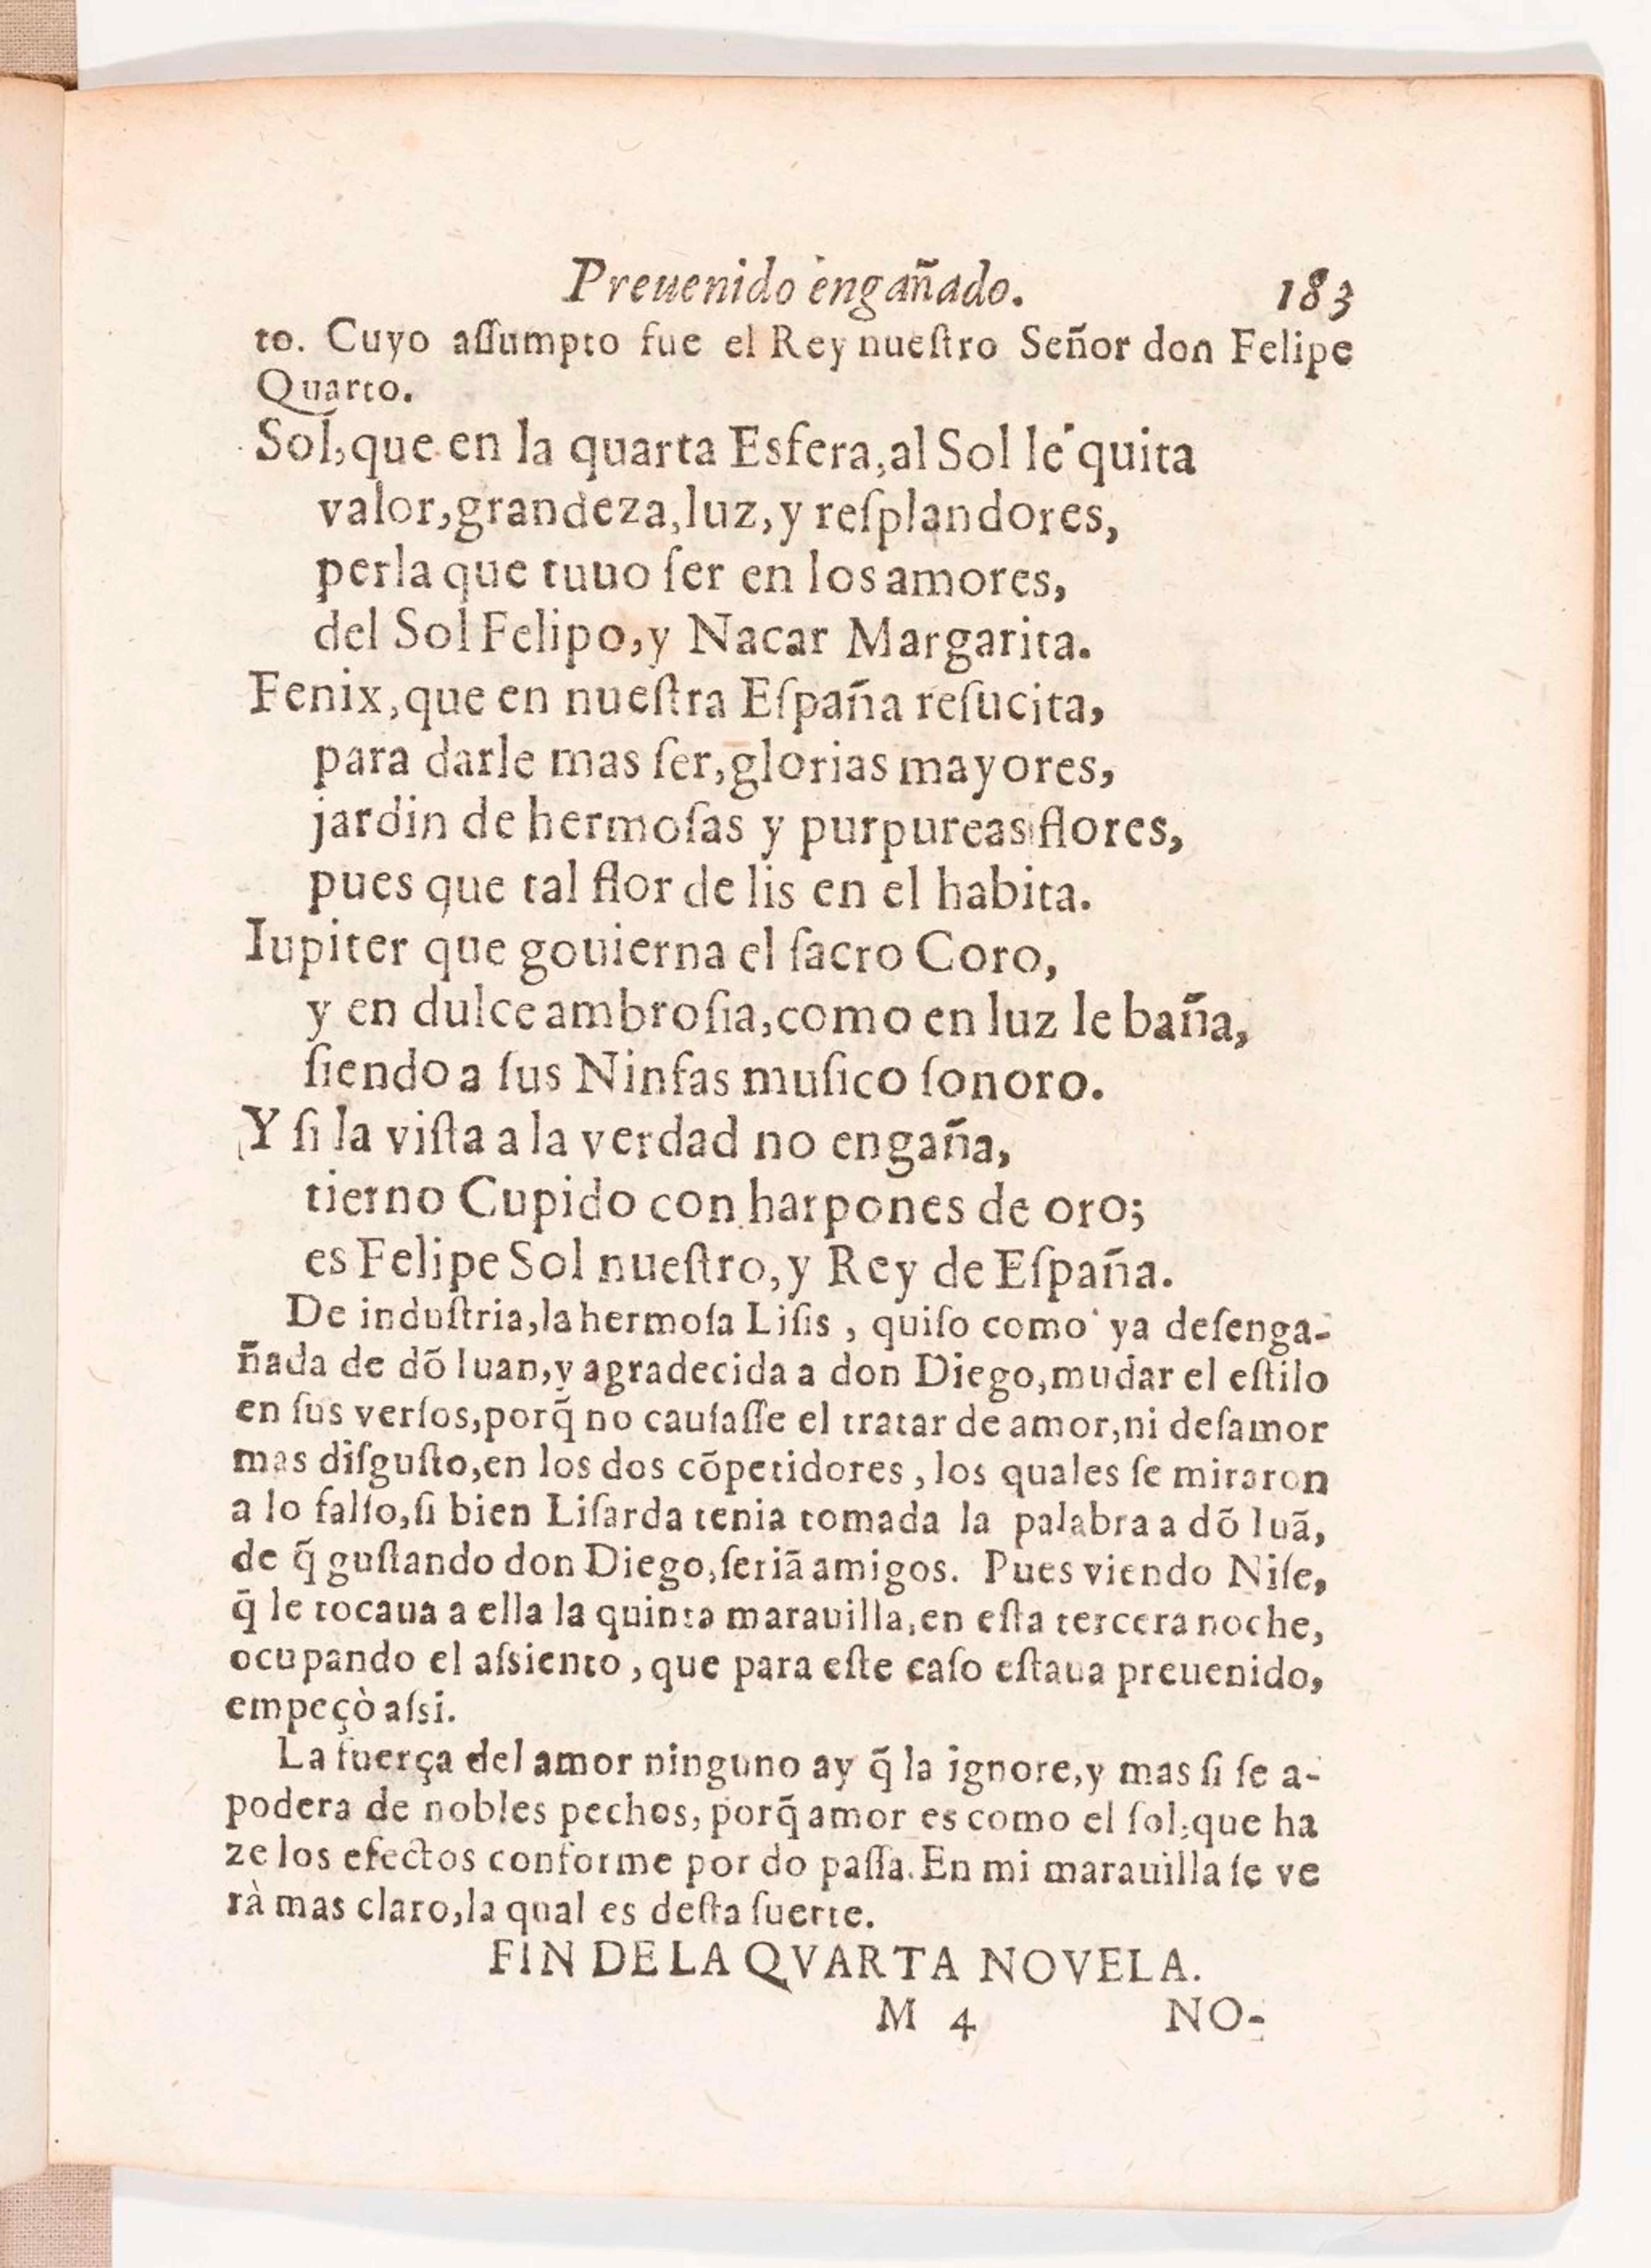 Preuenido engañado. 183
to. Cuyo aſſumpto fue el Rey nueſtro Señor don Felipe
Quarto.
Sol, que en la quarta Esfera, al Sol le quita
valor, grandeza, luz, y reſplandores,
perla que tuuo ſer en los amores,
del Sol Felipo, y Nacar Margarita.
Fenix, que en nueſtra Eſpaña reſucita,
para darle mas ſer, glorias mayores,
jardin de hermoſas y purpureas flores,
pues que tal flor de lis en el habita.
Iupiter que gouierna el ſacro Coro,
y en dulce ambroſia, como en luz le baña,
ſiendo a ſus Ninfas muſico ſonoro.
Y ſi la viſta a la verdad no engaña,
tierno Cupido con harpones de oro;
es Felipe Sol nueſtro, y Rey de Eſpaña.
De induſtria, la hermoſa Liſis, quiſo como ya deſenga-
ñada de dõ Iuan, y agradecida a don Diego, mudar el eſtilo
en ſus verſos, porq̃ no cauſaſſe el tratar de amor, ni deſamor
mas diſguſto, en los dos cõpetidores, los quales ſe miraron
a lo falſo, ſi bien Liſarda tenia tomada la palabra a dõ Iuã,
de q̃ guſtando don Diego, ſeriã amigos. Pues viendo Niſe,
q̃ le tocaua a ella la quinta marauilla, en eſta tercera noche,
ocupando el aſsiento, que para eſte caſo eſtaua preuenido,
empeçò aſsi.
La fuerça del amor ninguno ay q̃ la ignore, y mas ſi ſe a-
podera de nobles pechos, porq̃ amor es como el ſol, que ha
ze los efectos conforme por do paſſa. En mi marauilla ſe ve
rà mas claro, la qual es deſta ſuerte.
FIN DE LA QVARTA NOVELA.
M 4 NO-